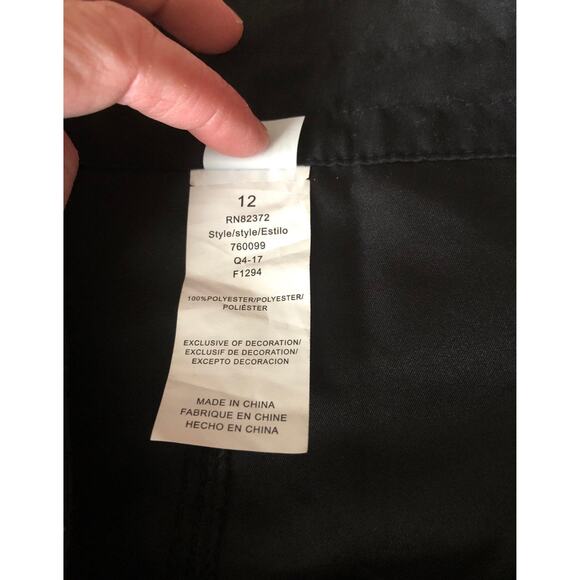 12
RN82372
Style/style/Estilo
760099
Q4-17
F1294
100%POLYESTER/POLYESTER/
POLIÉSTER
EXCLUSIVE OF DECORATION/
EXCLUSIF DE DECORATION/
EXCEPTO DECORACION
MADE IN CHINA
FABRIQUE EN CHINE
HECHO EN CHINA